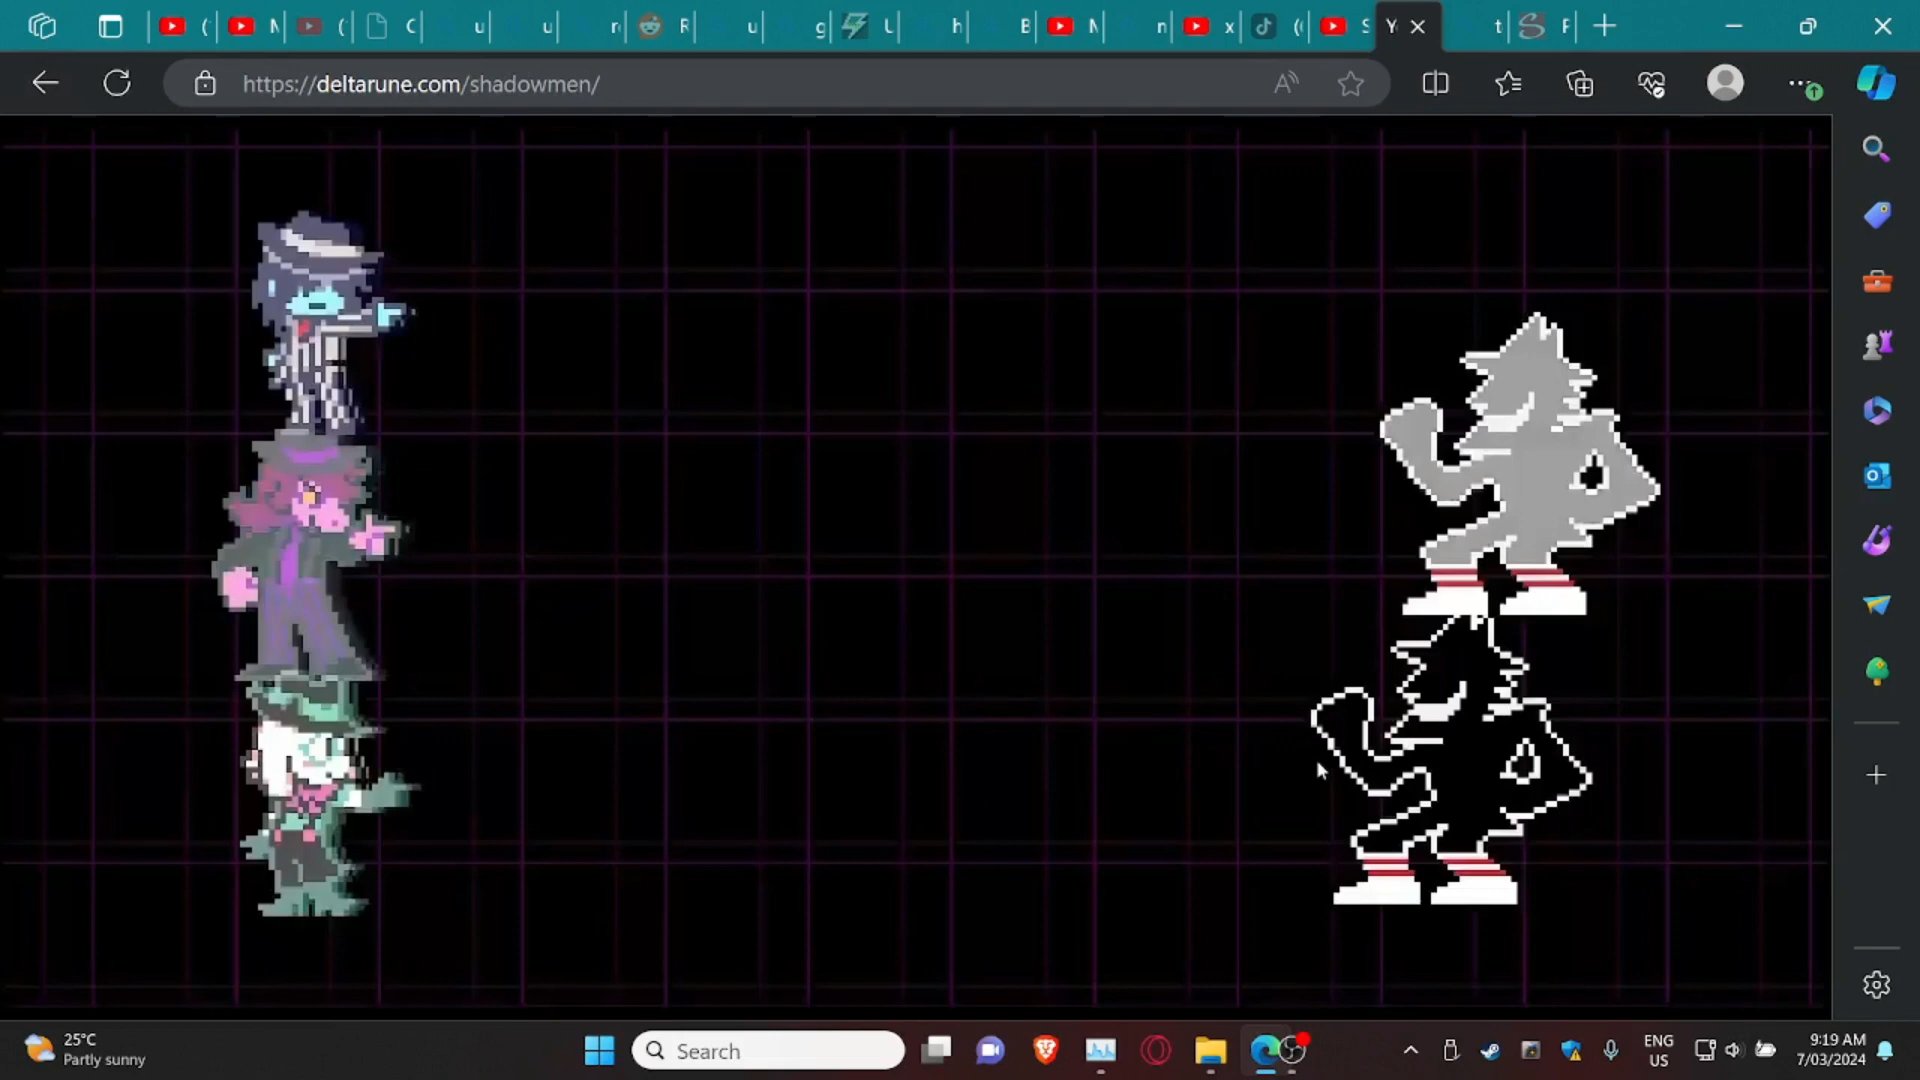 ( M ( C u u r R u g U h B M n x (( S Y t F
https://deltarune.com/shadowmen/
25°C
Partly sunny
Search
ENG
US
9:19 AM
7/03/2024